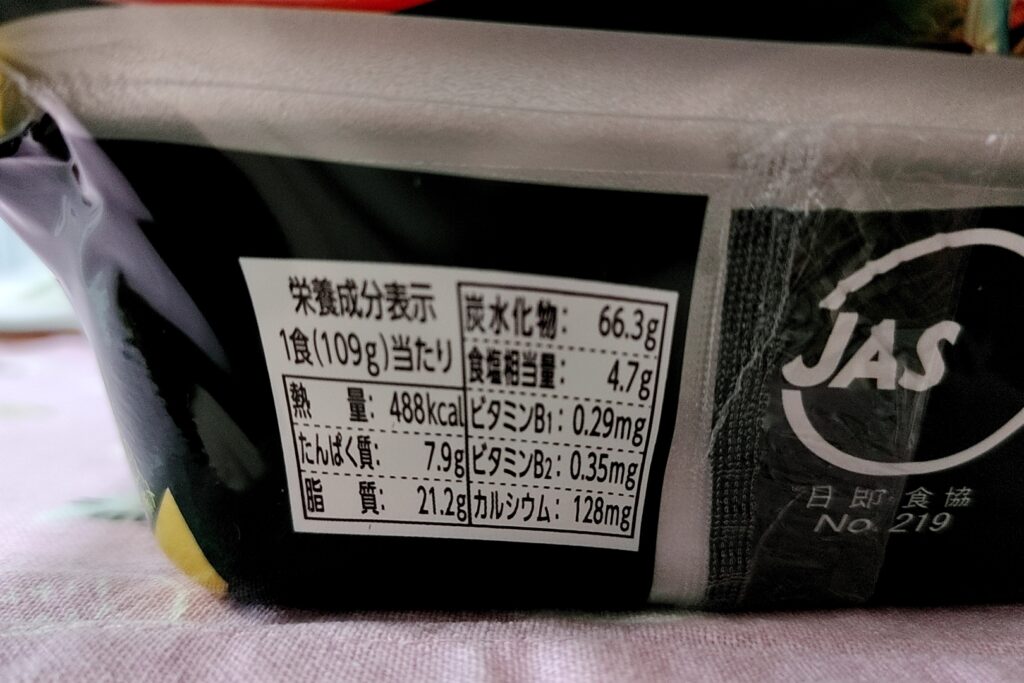 栄養成分表示
1食(109g)当たり
熱 量: 488kcal
たんぱく質: 7.9g
脂 質: 21.2g
炭水化物: 66.3g
食塩相当量: 4.7g
ビタミンB1: 0.29mg
ビタミンB2: 0.35mg
カルシウム: 128mg
JAS
日即食協
No. 219